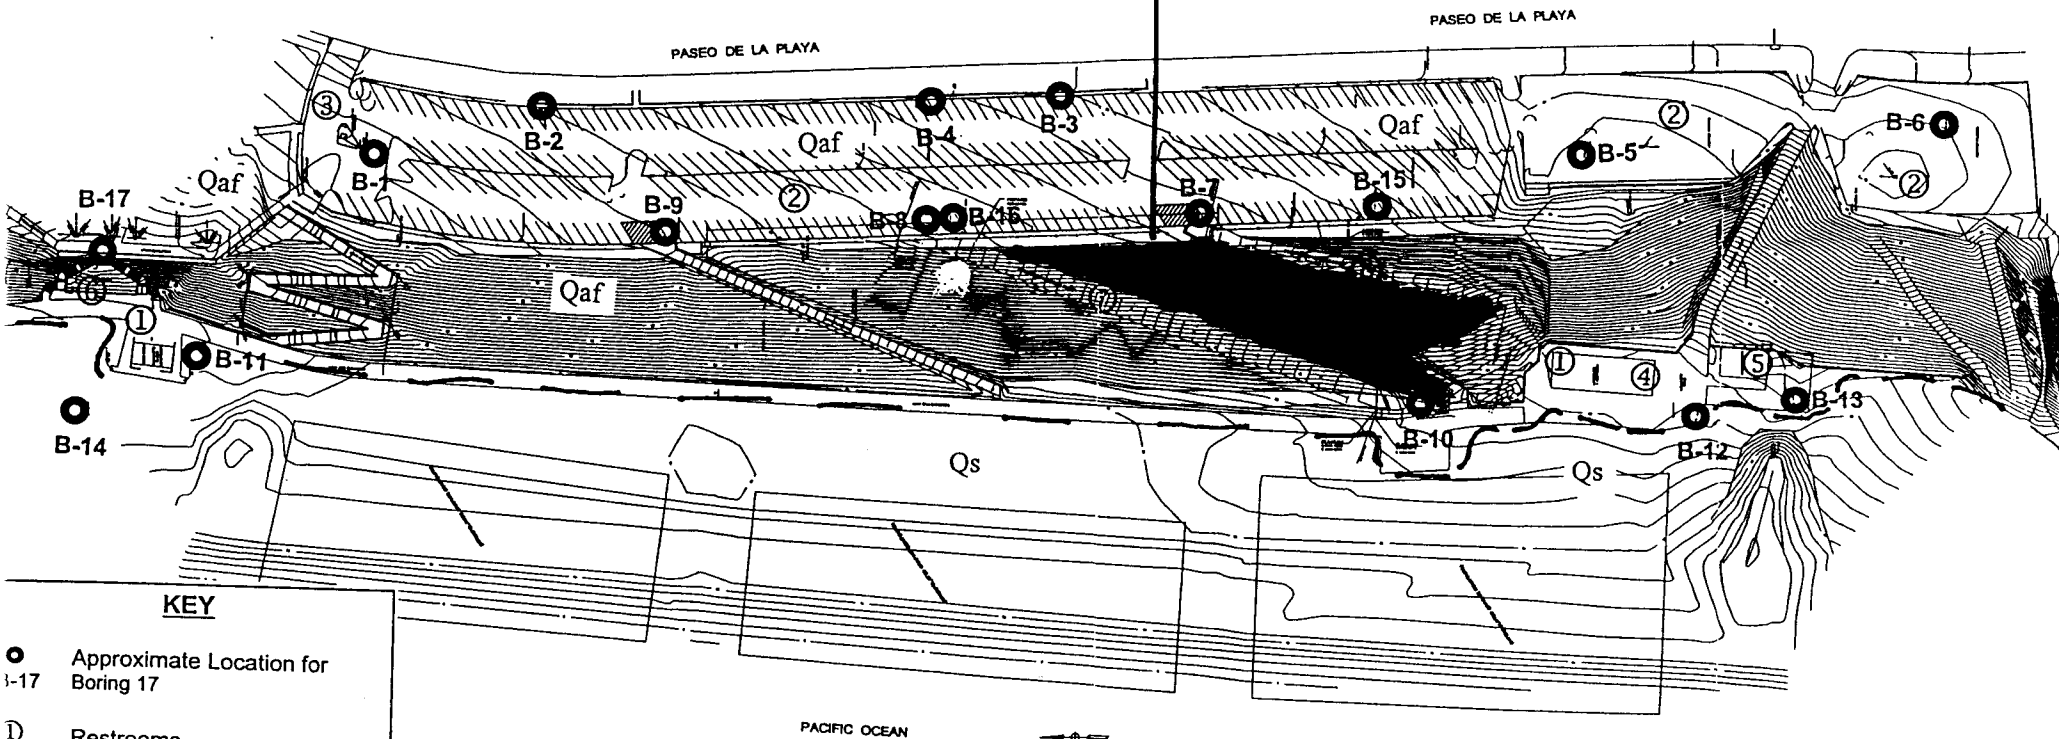 PASEO DE LA PLAYA
PASEO DE LA PLAYA
③
B-2
B-4
B-3
Qaf
Qaf
②
B-6
B-5
B-1
②
Qaf
B-17
②
B-9
B-8
B-16
B-7
B-15
Qaf
⑥
①
B-11
①
④
⑤
B-13
B-14
B-10
B-12
Qs
Qs
KEY
Approximate Location for
-17 Boring 17
Restrooms
PACIFIC OCEAN